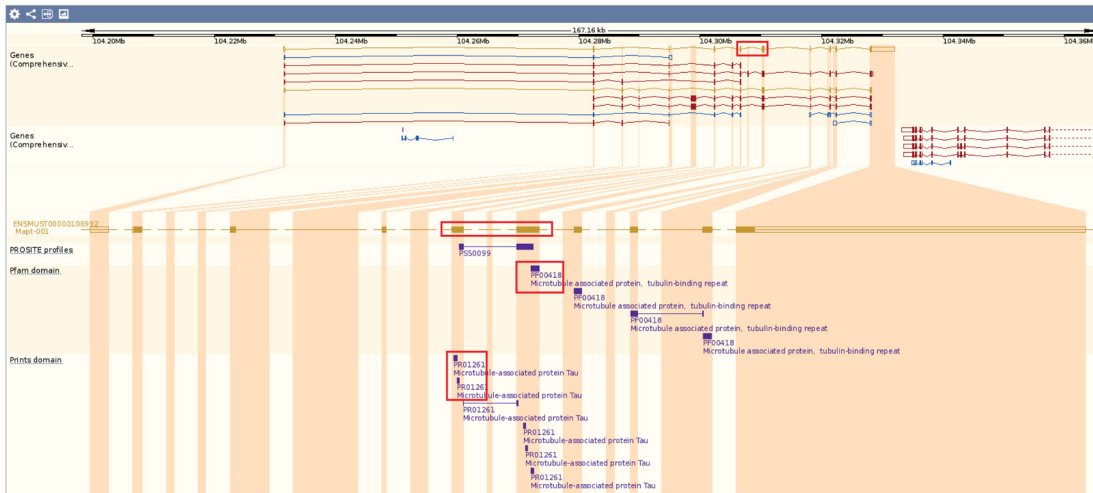 167.16 kb
104.20Mb 104.22Mb 104.24Mb 104.26Mb 104.28Mb 104.30Mb 104.32Mb 104.34Mb 104.36M
Genes
(Comprehensiv...
Genes
(Comprehensiv...
ENSMUST00000106992
Mapt-001
PROSITE profiles
PS50099
Pfam domain
PF00418
Microtubule associated protein, tubulin-binding repeat
PF00418
Microtubule associated protein, tubulin-binding repeat
PF00418
Microtubule associated protein, tubulin-binding repeat
PF00418
Microtubule associated protein, tubulin-binding repeat
Prints domain
PR01261
Microtubule-associated protein Tau
PR01261
Microtubule-associated protein Tau
PR01261
Microtubule-associated protein Tau
PR01261
Microtubule-associated protein Tau
PR01261
Microtubule-associated protein Tau
PR01261
Microtubule-associated protein Tau